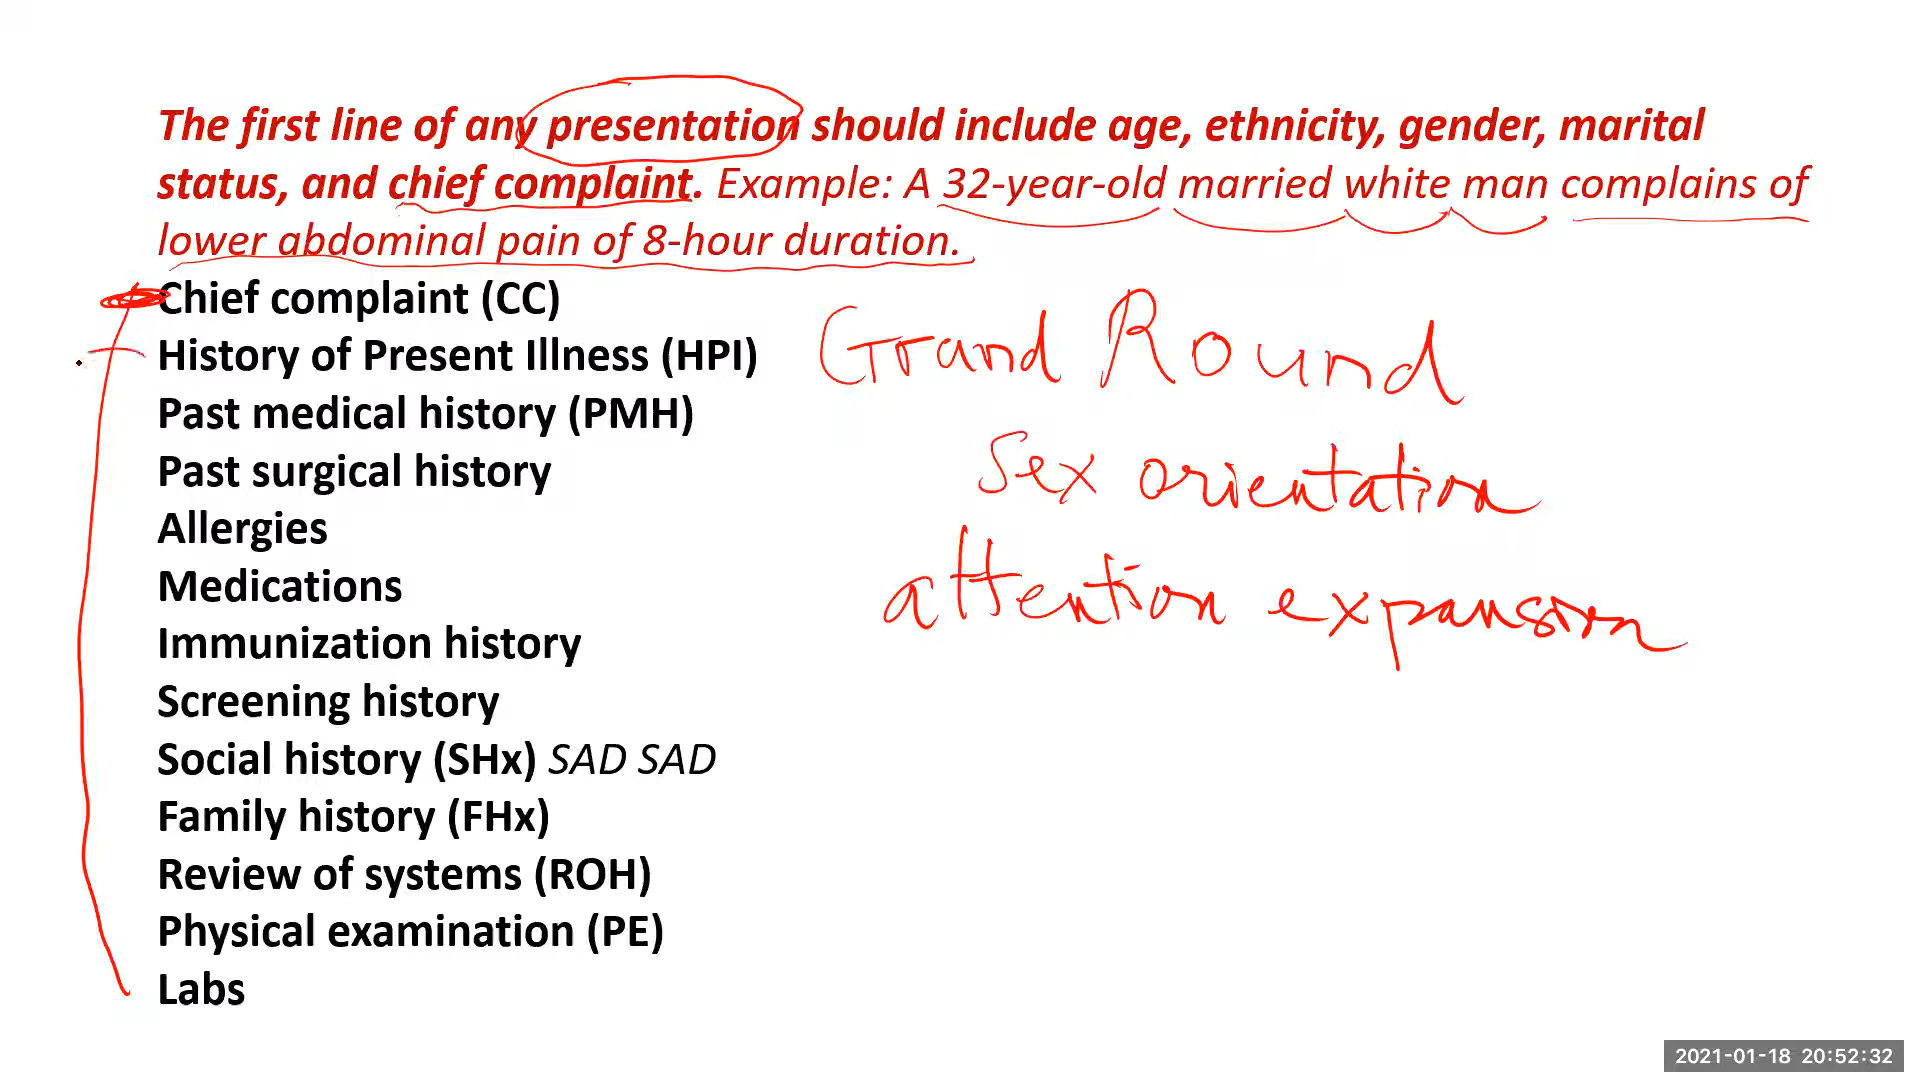 The first line of any presentation should include age, ethnicity, gender, marital
status, and chief complaint. Example: A 32-year-old married white man complains of
lower abdominal pain of 8-hour duration.
Chief complaint (CC)
History of Present Illness (HPI)
Past medical history (PMH)
Past surgical history
Allergies
Medications
Immunization history
Screening history
Social history (SHx) SAD SAD
Family history (FHx)
Review of systems (ROH)
Physical examination (PE)
Labs
Grand Round
Sex orientation
attention expansion
2021-01-18 20:52:32